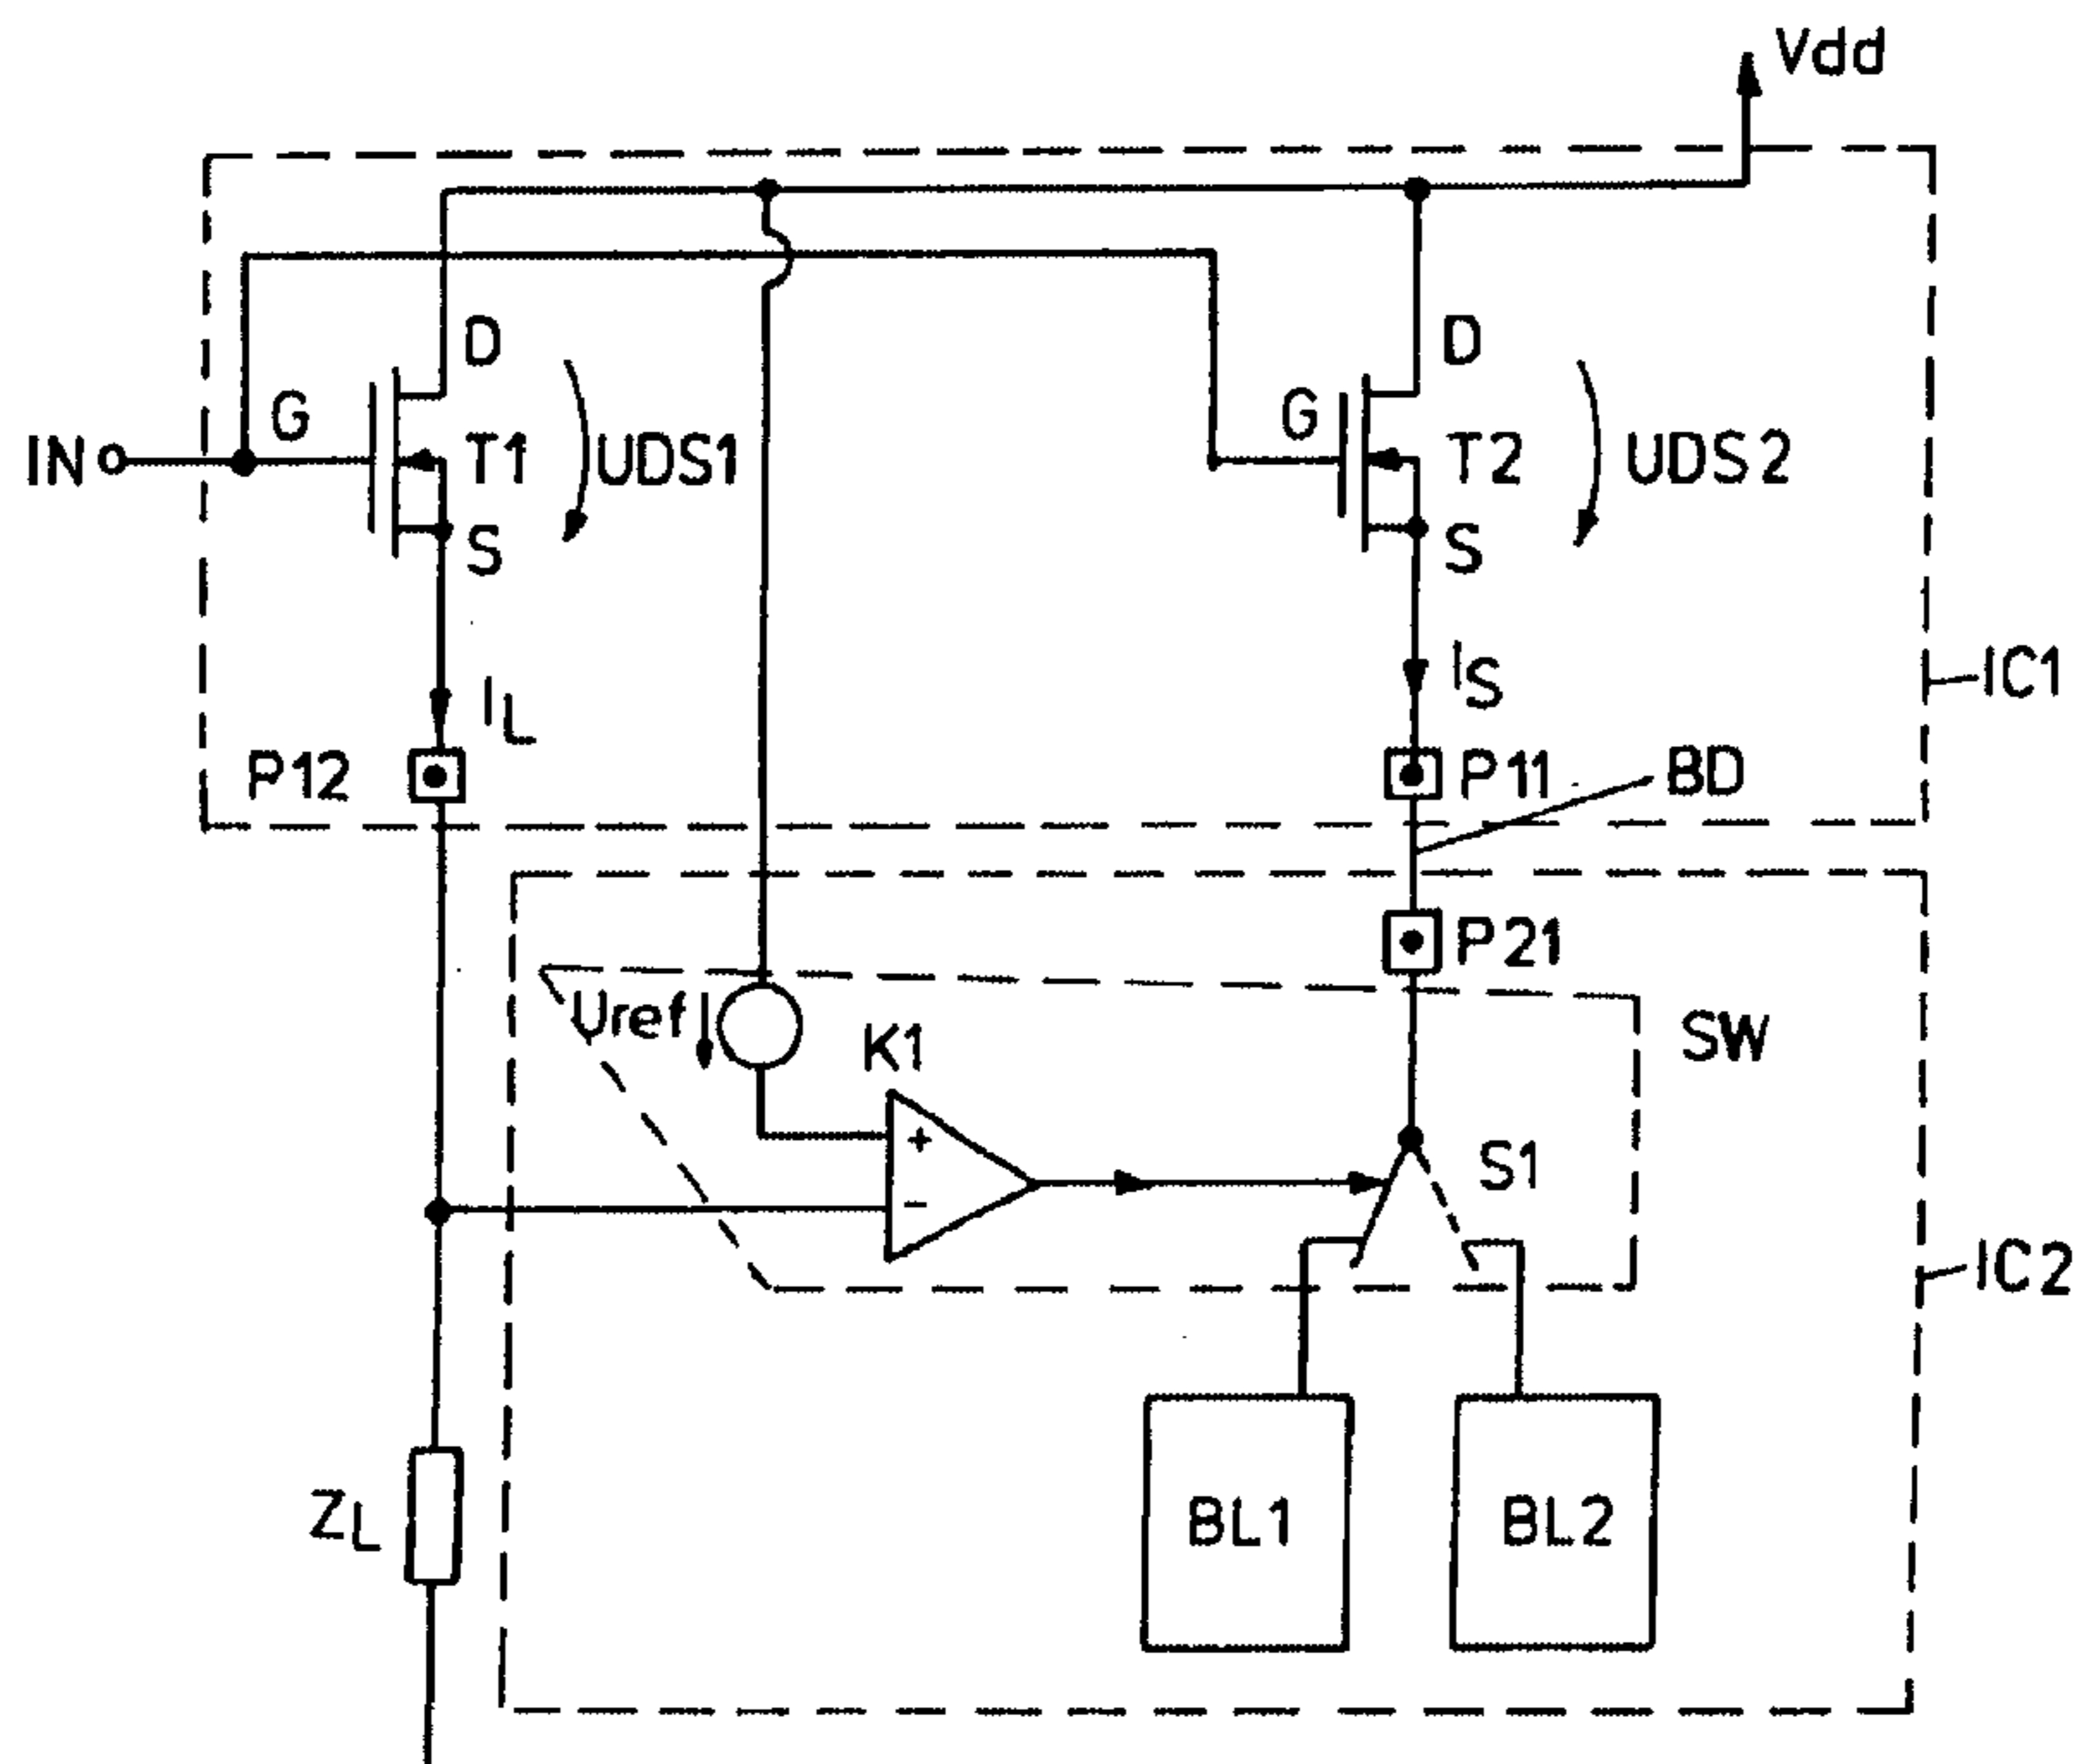 Vdd
D
D
G
G
IN
T1
UDS1
T2
UDS2
S
S
IL
IS
IC1
P12
P11
BD
P21
Uref
K1
SW
+
-
S1
IC2
ZL
BL1
BL2